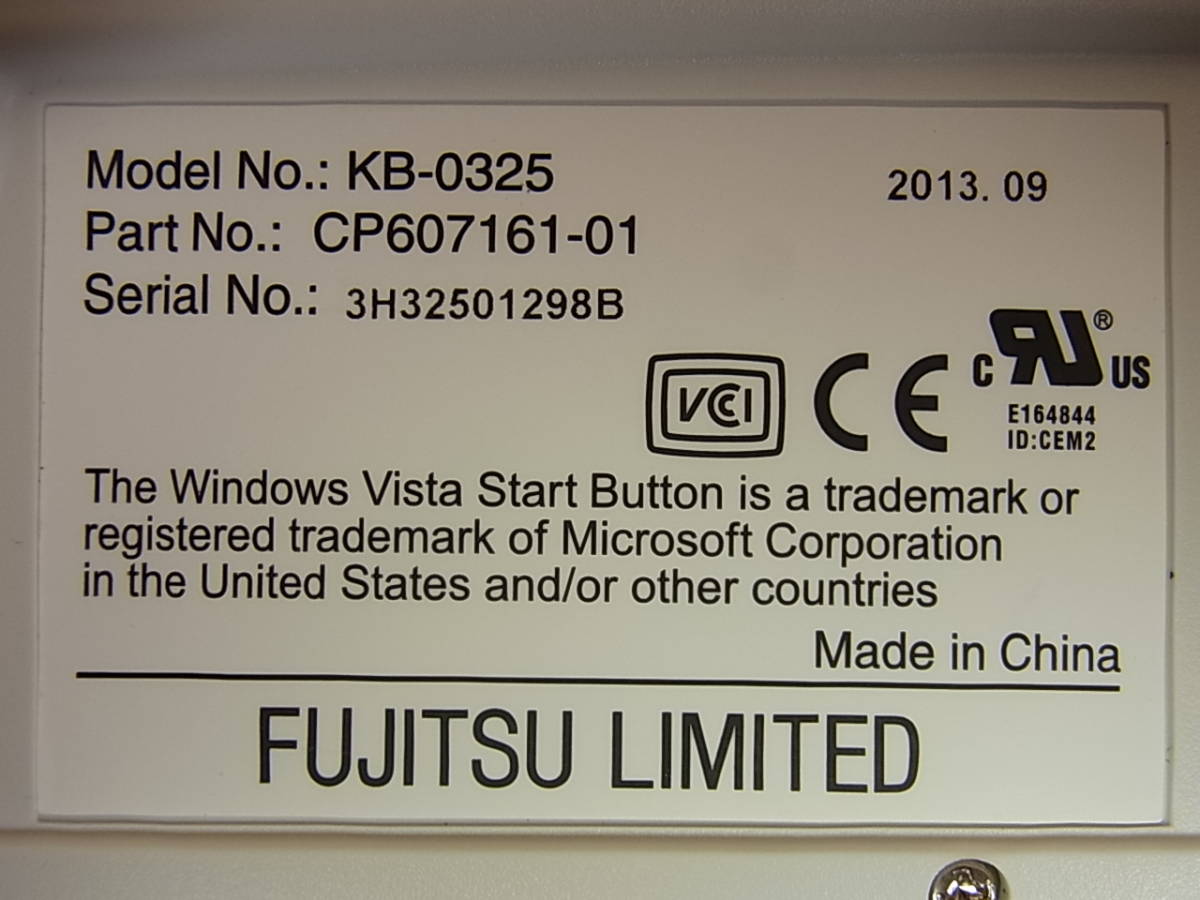 Model No.: KB-0325
2013. 09
Part No.: CP607161-01
Serial No.: 3H32501298B
VCCI
CE
c RU ® US
E164844
ID:CEM2
The Windows Vista Start Button is a trademark or
registered trademark of Microsoft Corporation
in the United States and/or other countries
Made in China
FUJITSU LIMITED